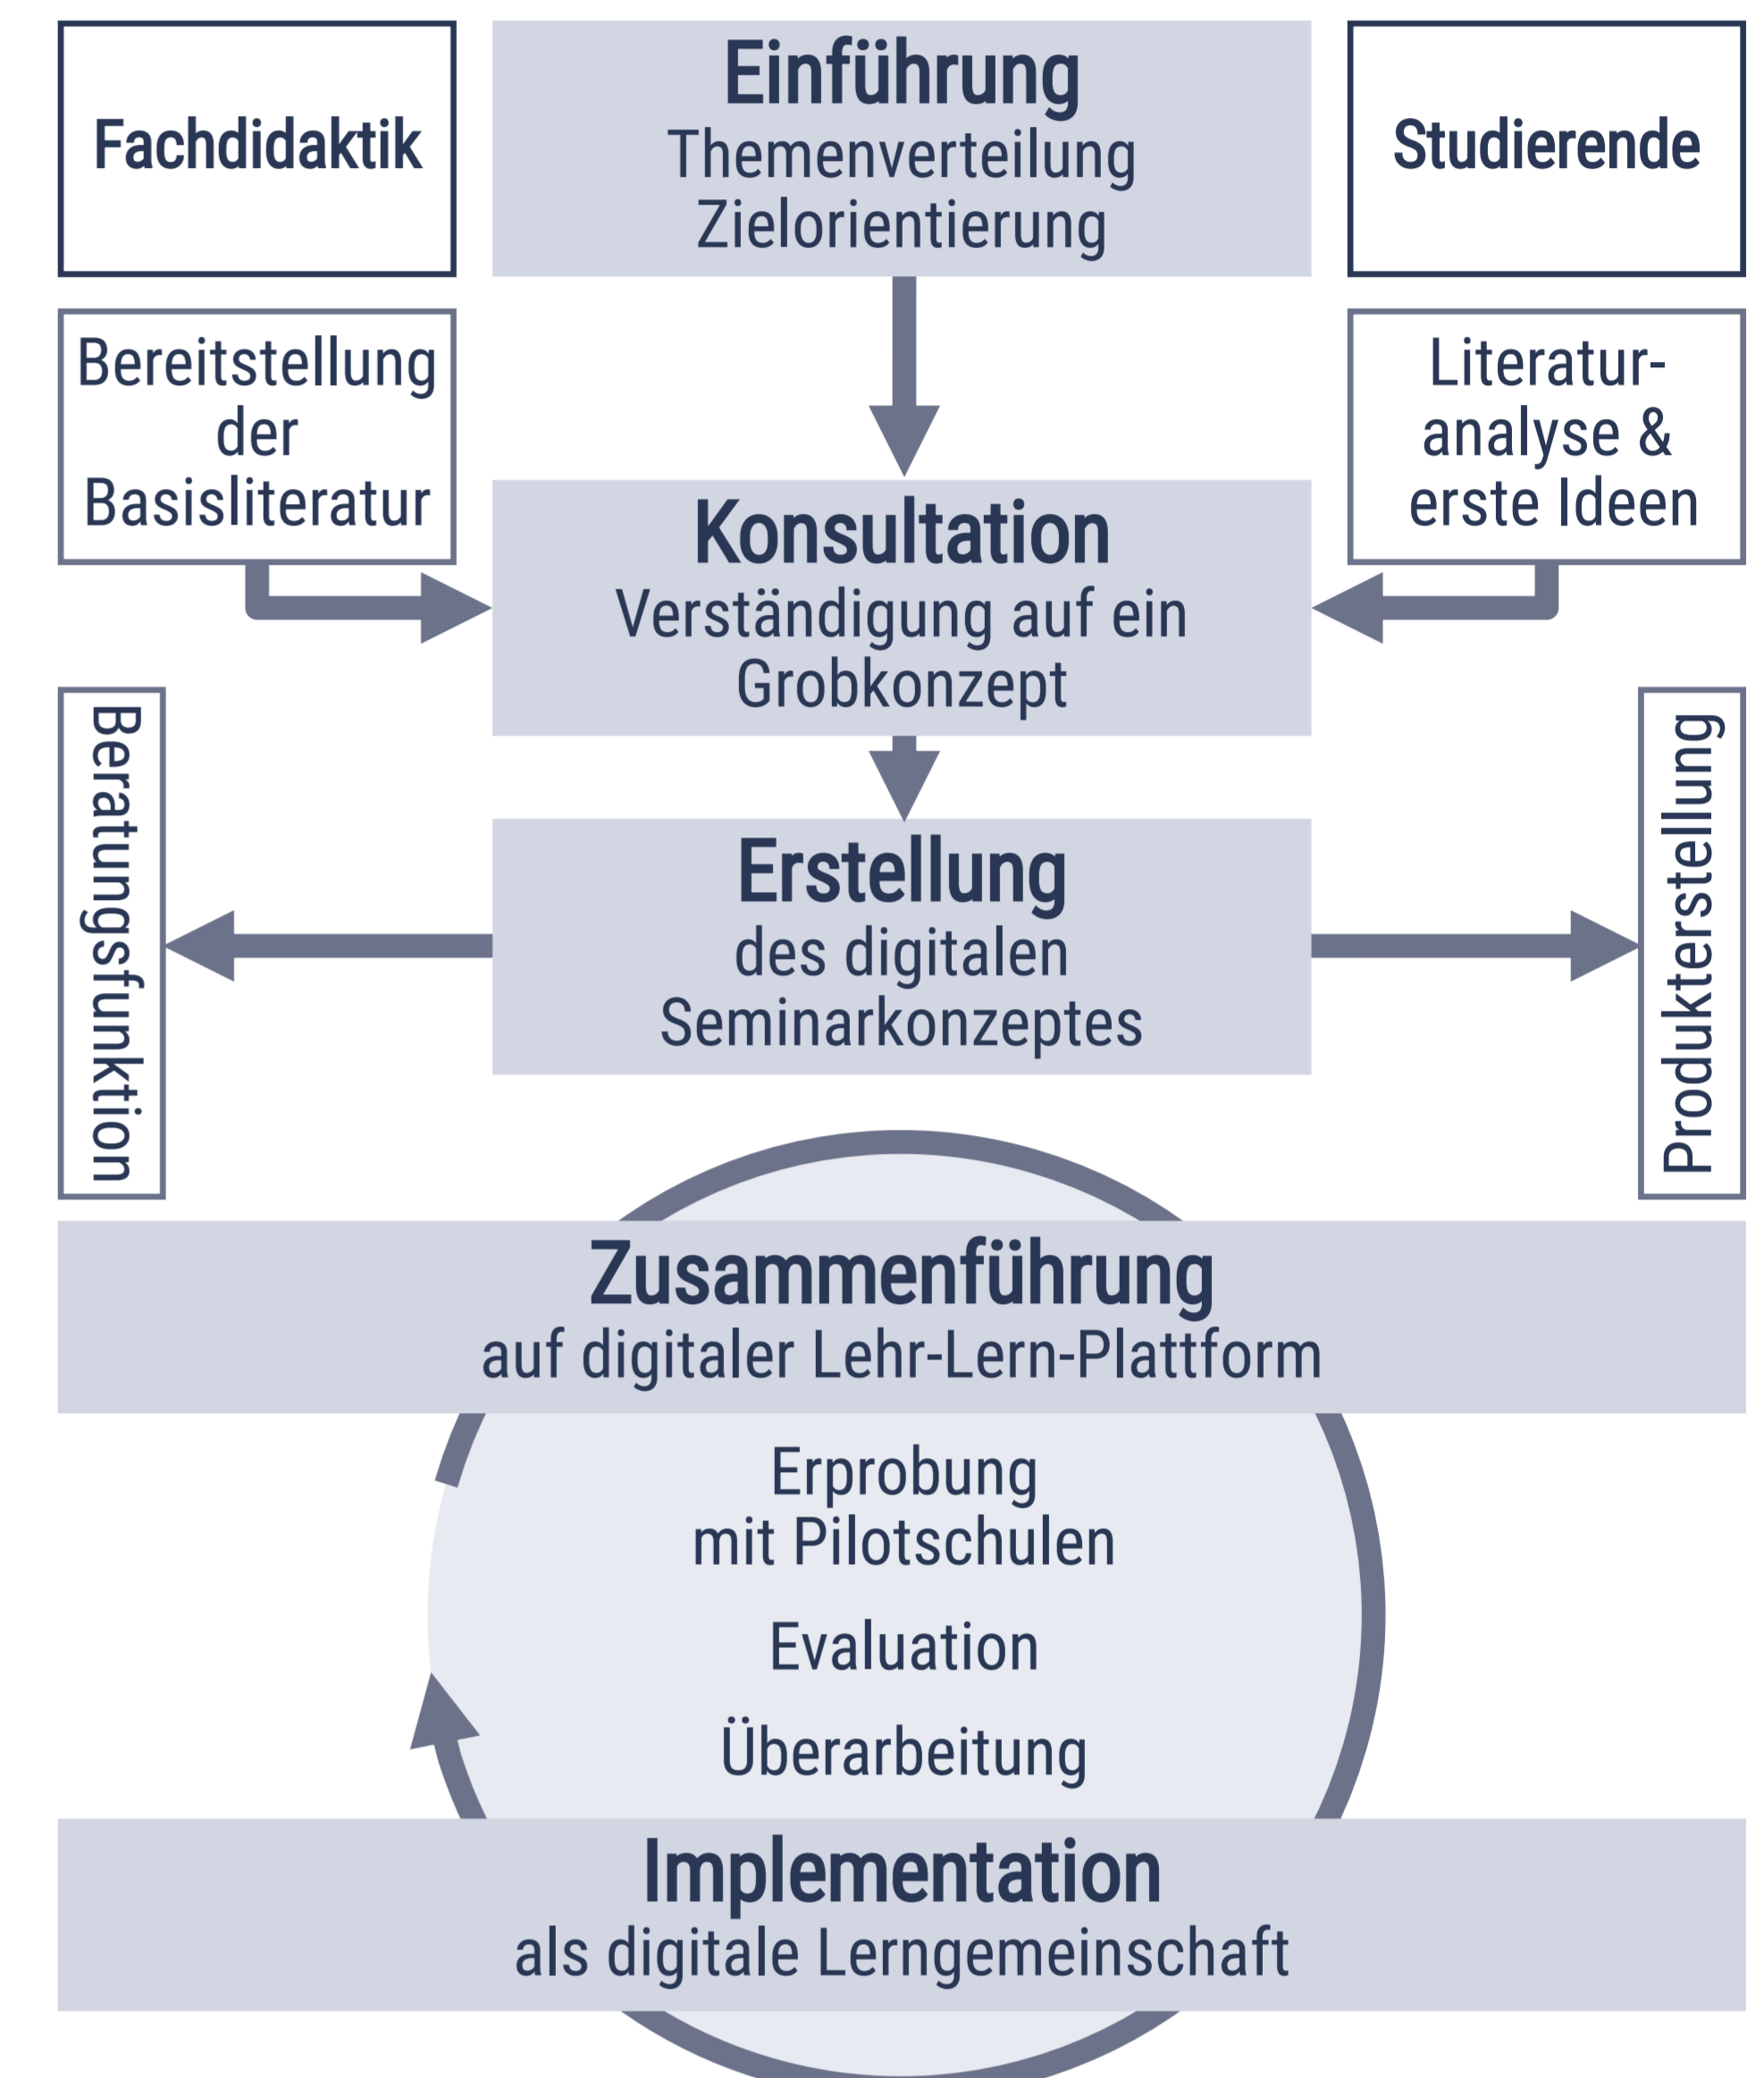 Fachdidaktik
Einführung
Themenverteilung
Zielorientierung
Studierende
Bereitstellung
der
Basisliteratur
Literatur-
analyse &
erste Ideen
Konsultation
Verständigung auf ein
Grobkonzept
Beratungsfunktion
Erstellung
des digitalen
Seminarkonzeptes
Produkterstellung
Zusammenführung
auf digitaler Lehr-Lern-Plattform
Erprobung
mit Pilotschulen
Evaluation
Überarbeitung
Implementation
als digitale Lerngemeinschaft